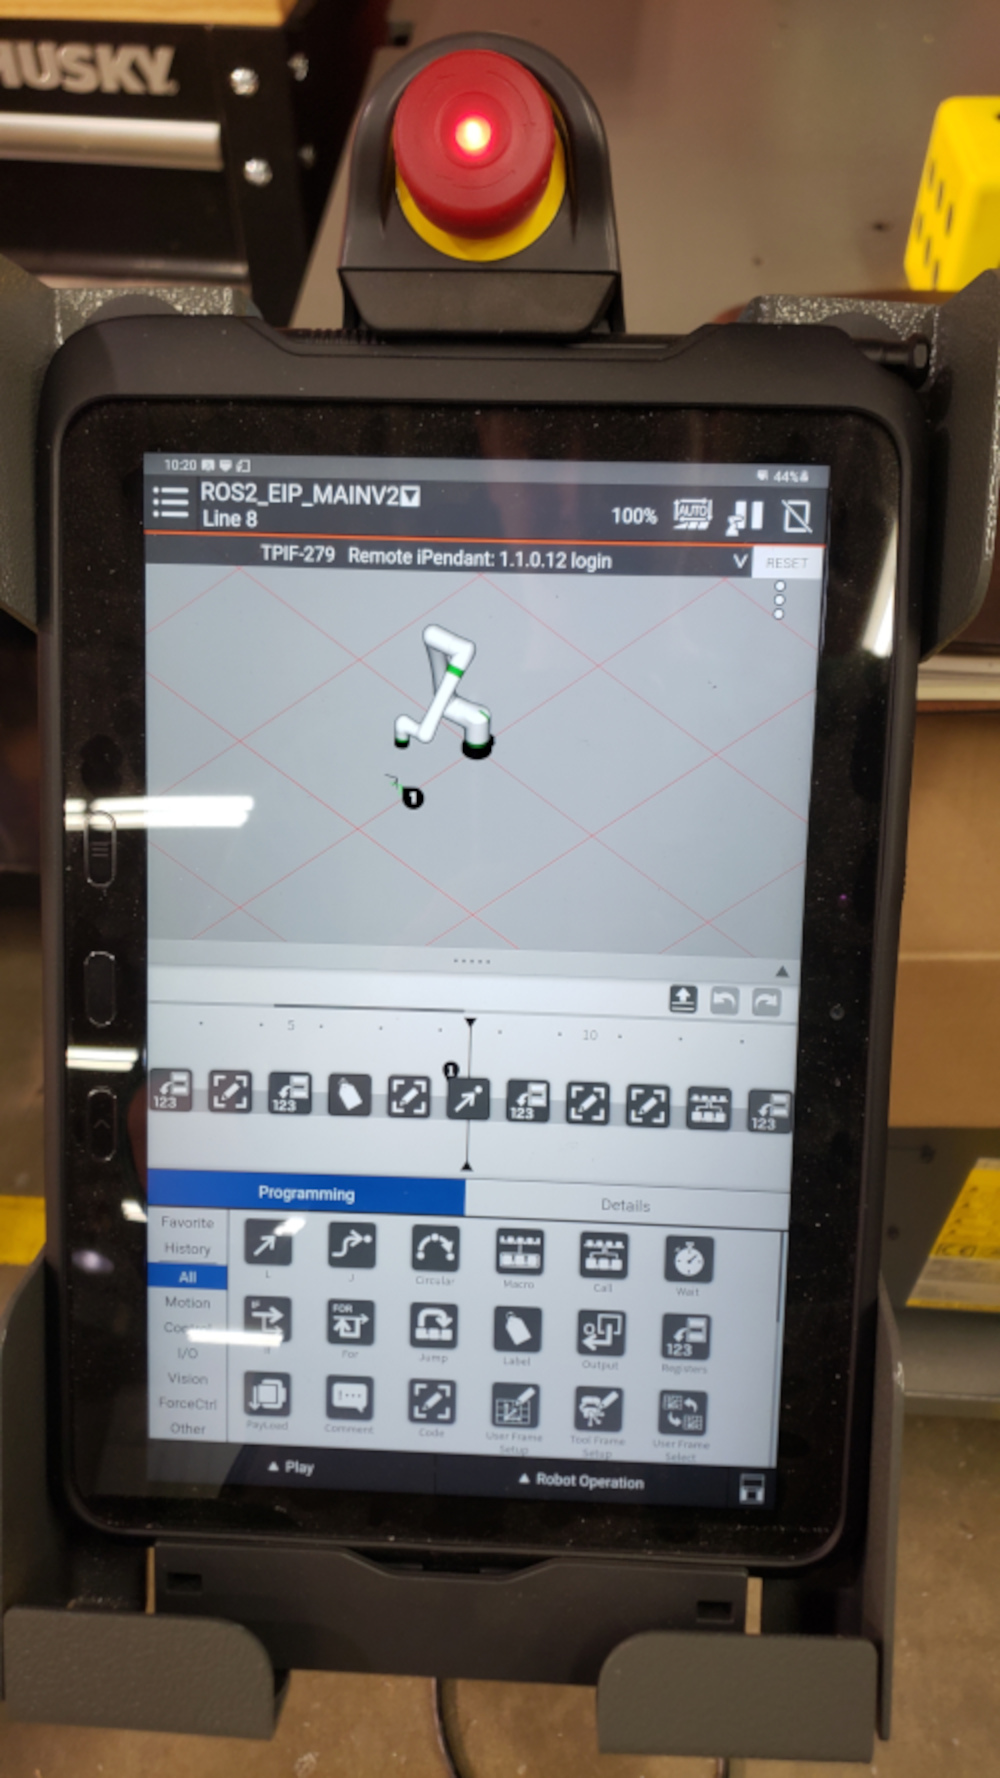 HUSKY
10:20
44%
ROS2_EIP_MAINV2
Line 8
100%
AUTO
TPIF-279 Remote iPendant: 1.1.0.12 login
RESET
1
5
10
1
123
123
123
123
Programming
Details
Favorite
History
All
Motion
I/O
Vision
ForceCtrl
Other
L
J
Circular
Macro
Call
Wait
IF
FOR
123
If
For
Jump
Label
Output
Registers
PayLoad
Comment
Code
User Frame Setup
Tool Frame Setup
User Frame Select
Play
Robot Operation